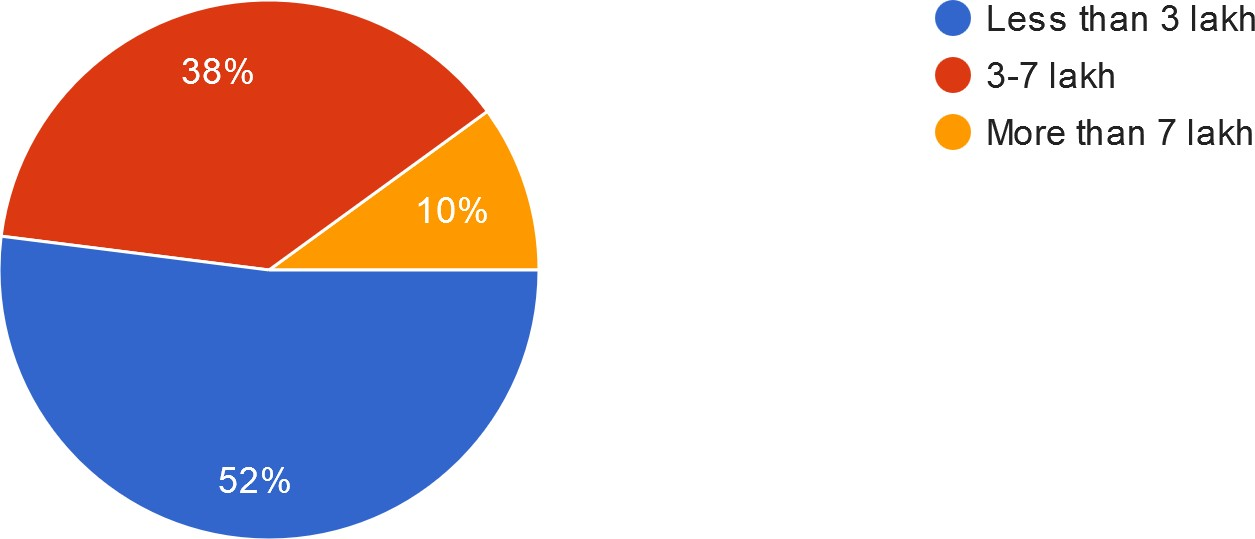 Less than 3 lakh
38%
3-7 lakh
More than 7 lakh
10%
52%